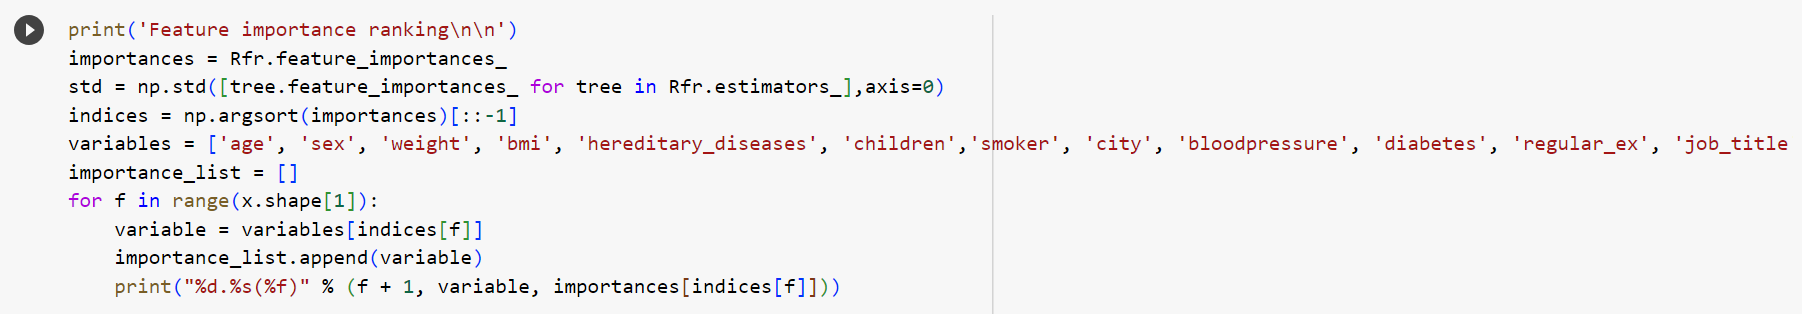 print('Feature importance ranking\n\n')
importances = Rfr.feature_importances_
std = np.std([tree.feature_importances_ for tree in Rfr.estimators_],axis=0)
indices = np.argsort(importances)[::-1]
variables = ['age', 'sex', 'weight', 'bmi', 'hereditary_diseases', 'children','smoker', 'city', 'bloodpressure', 'diabetes', 'regular_ex', 'job_title
importance_list = []
for f in range(x.shape[1]):
    variable = variables[indices[f]]
    importance_list.append(variable)
    print("%d.%s(%f)" % (f + 1, variable, importances[indices[f]]))